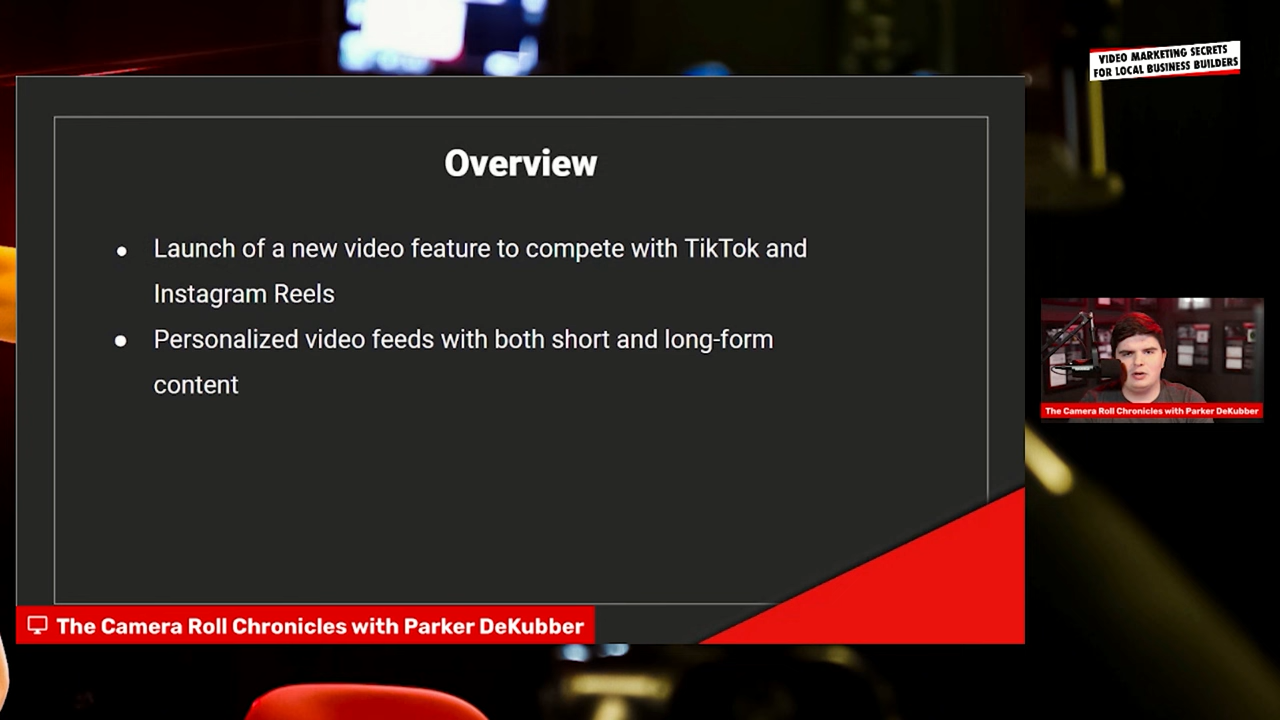 VIDEO MARKETING SECRETS
FOR LOCAL BUSINESS BUILDERS
Overview
● Launch of a new video feature to compete with TikTok and
Instagram Reels
● Personalized video feeds with both short and long-form
content
The Camera Roll Chronicles with Parker DeKubber
The Camera Roll Chronicles with Parker DeKubber